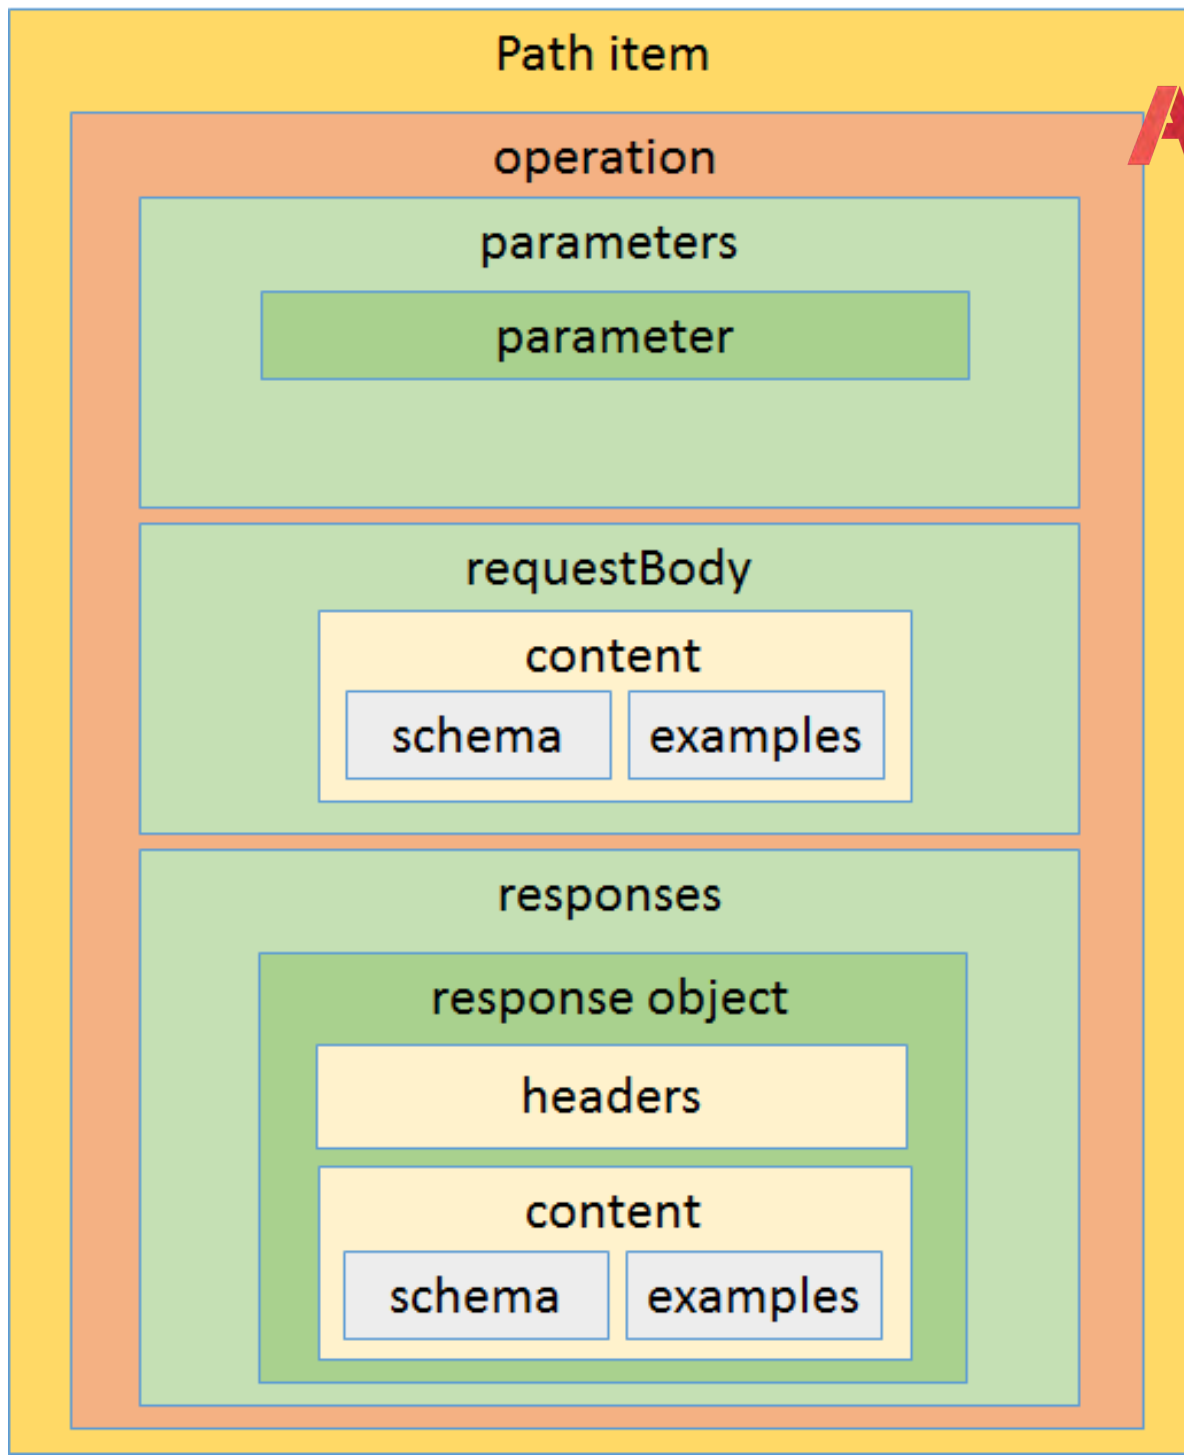 Path item
operation
parameters
parameter
requestBody
content
schema examples
responses
response object
headers
content
schema examples